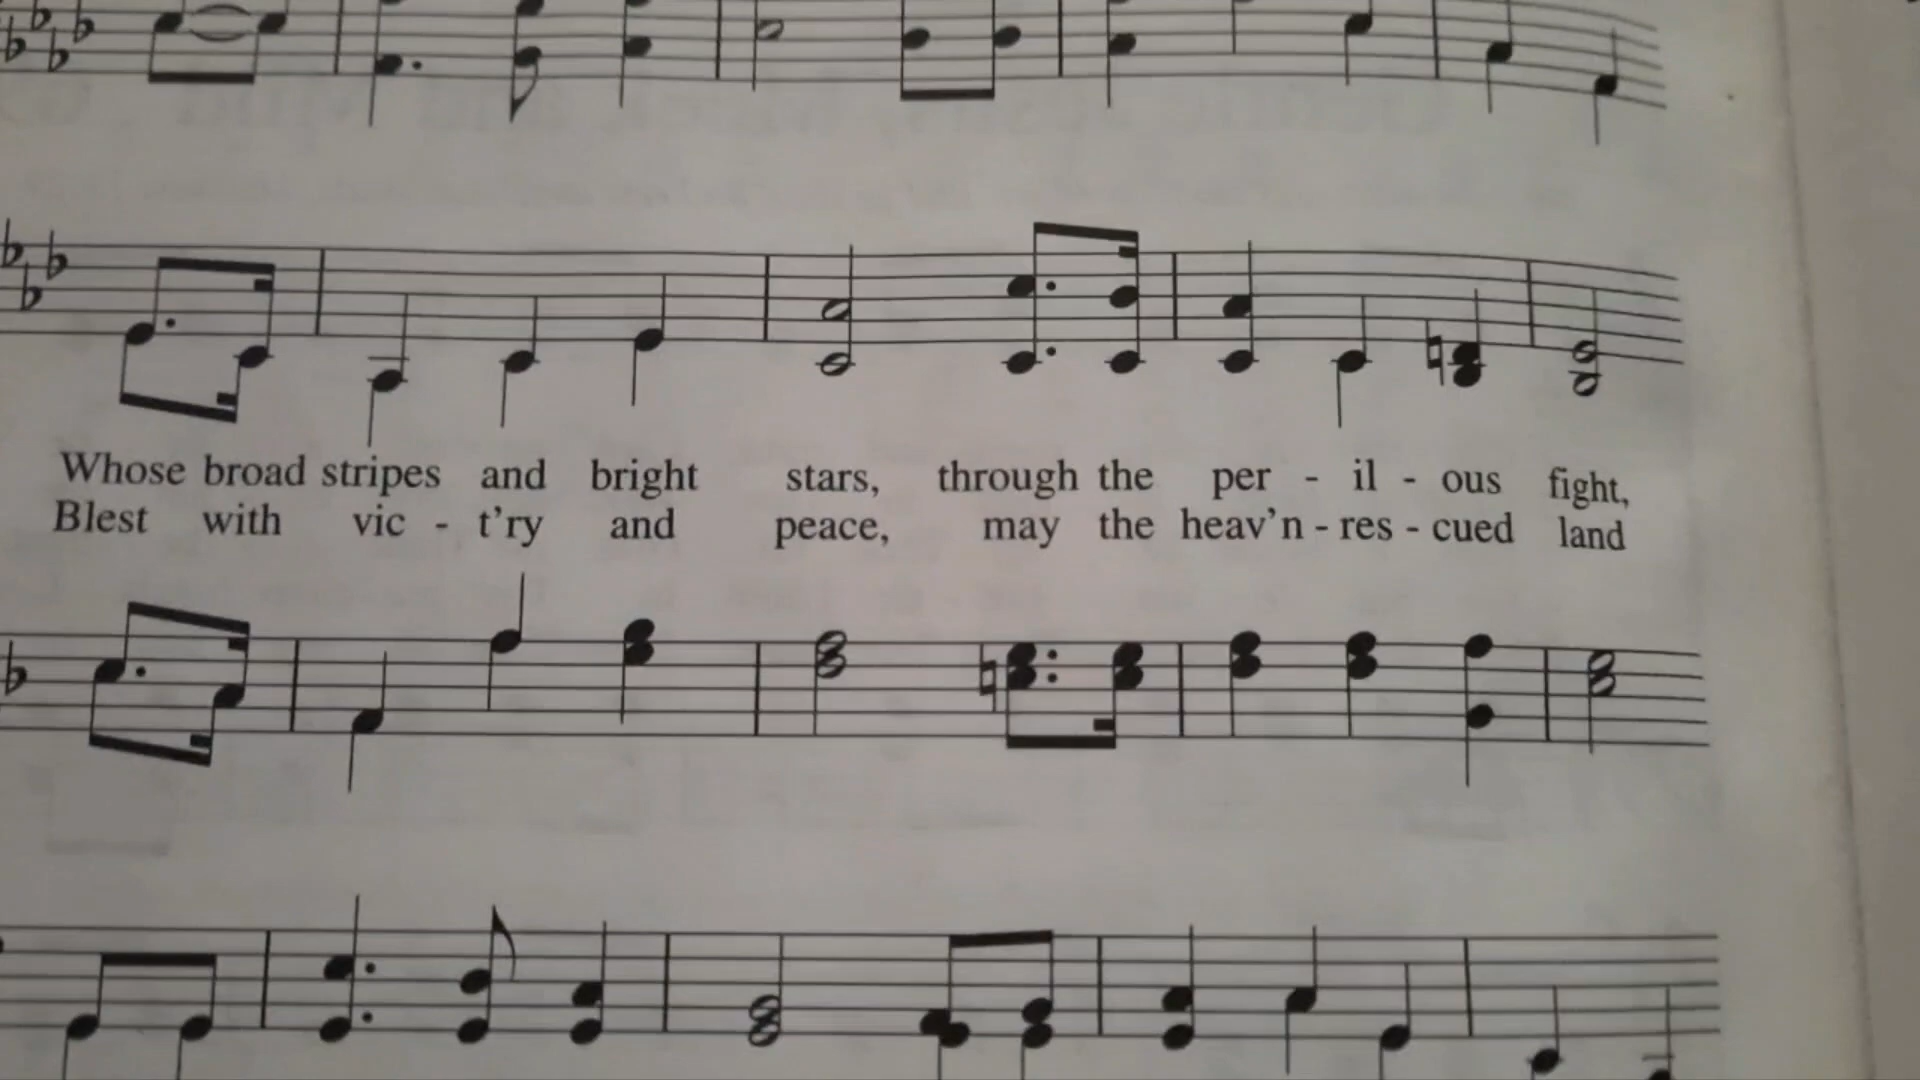 Whose broad stripes and bright stars, through the per - il - ous fight,
Blest with vic - t'ry and peace, may the heav'n - res - cued land